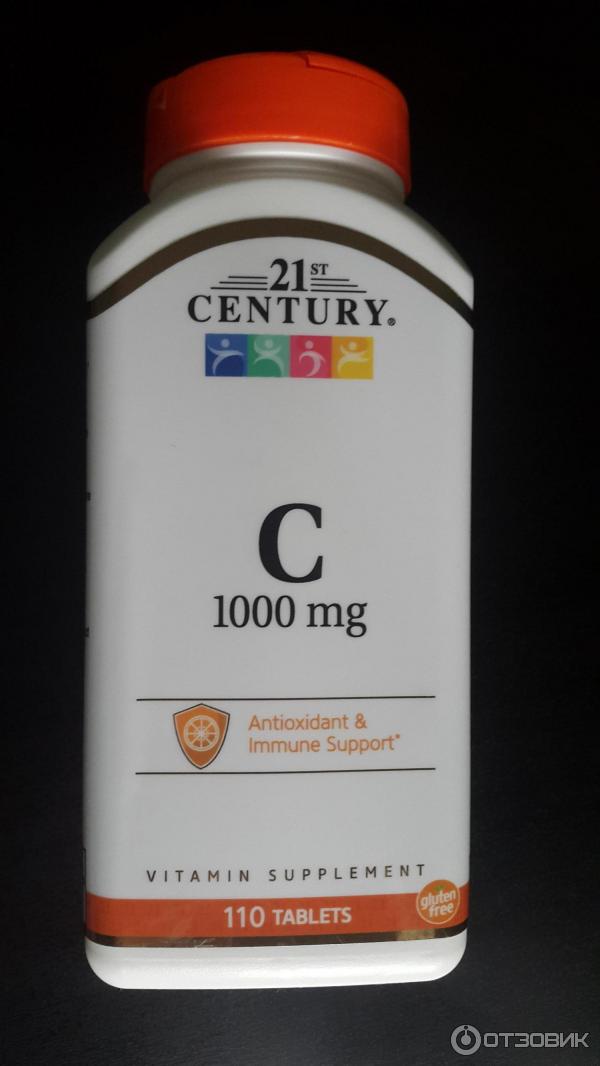 21ST
CENTURY®
C
1000 mg
Antioxidant &
Immune Support*
VITAMIN SUPPLEMENT
110 TABLETS
gluten
free
ОТЗОВИК